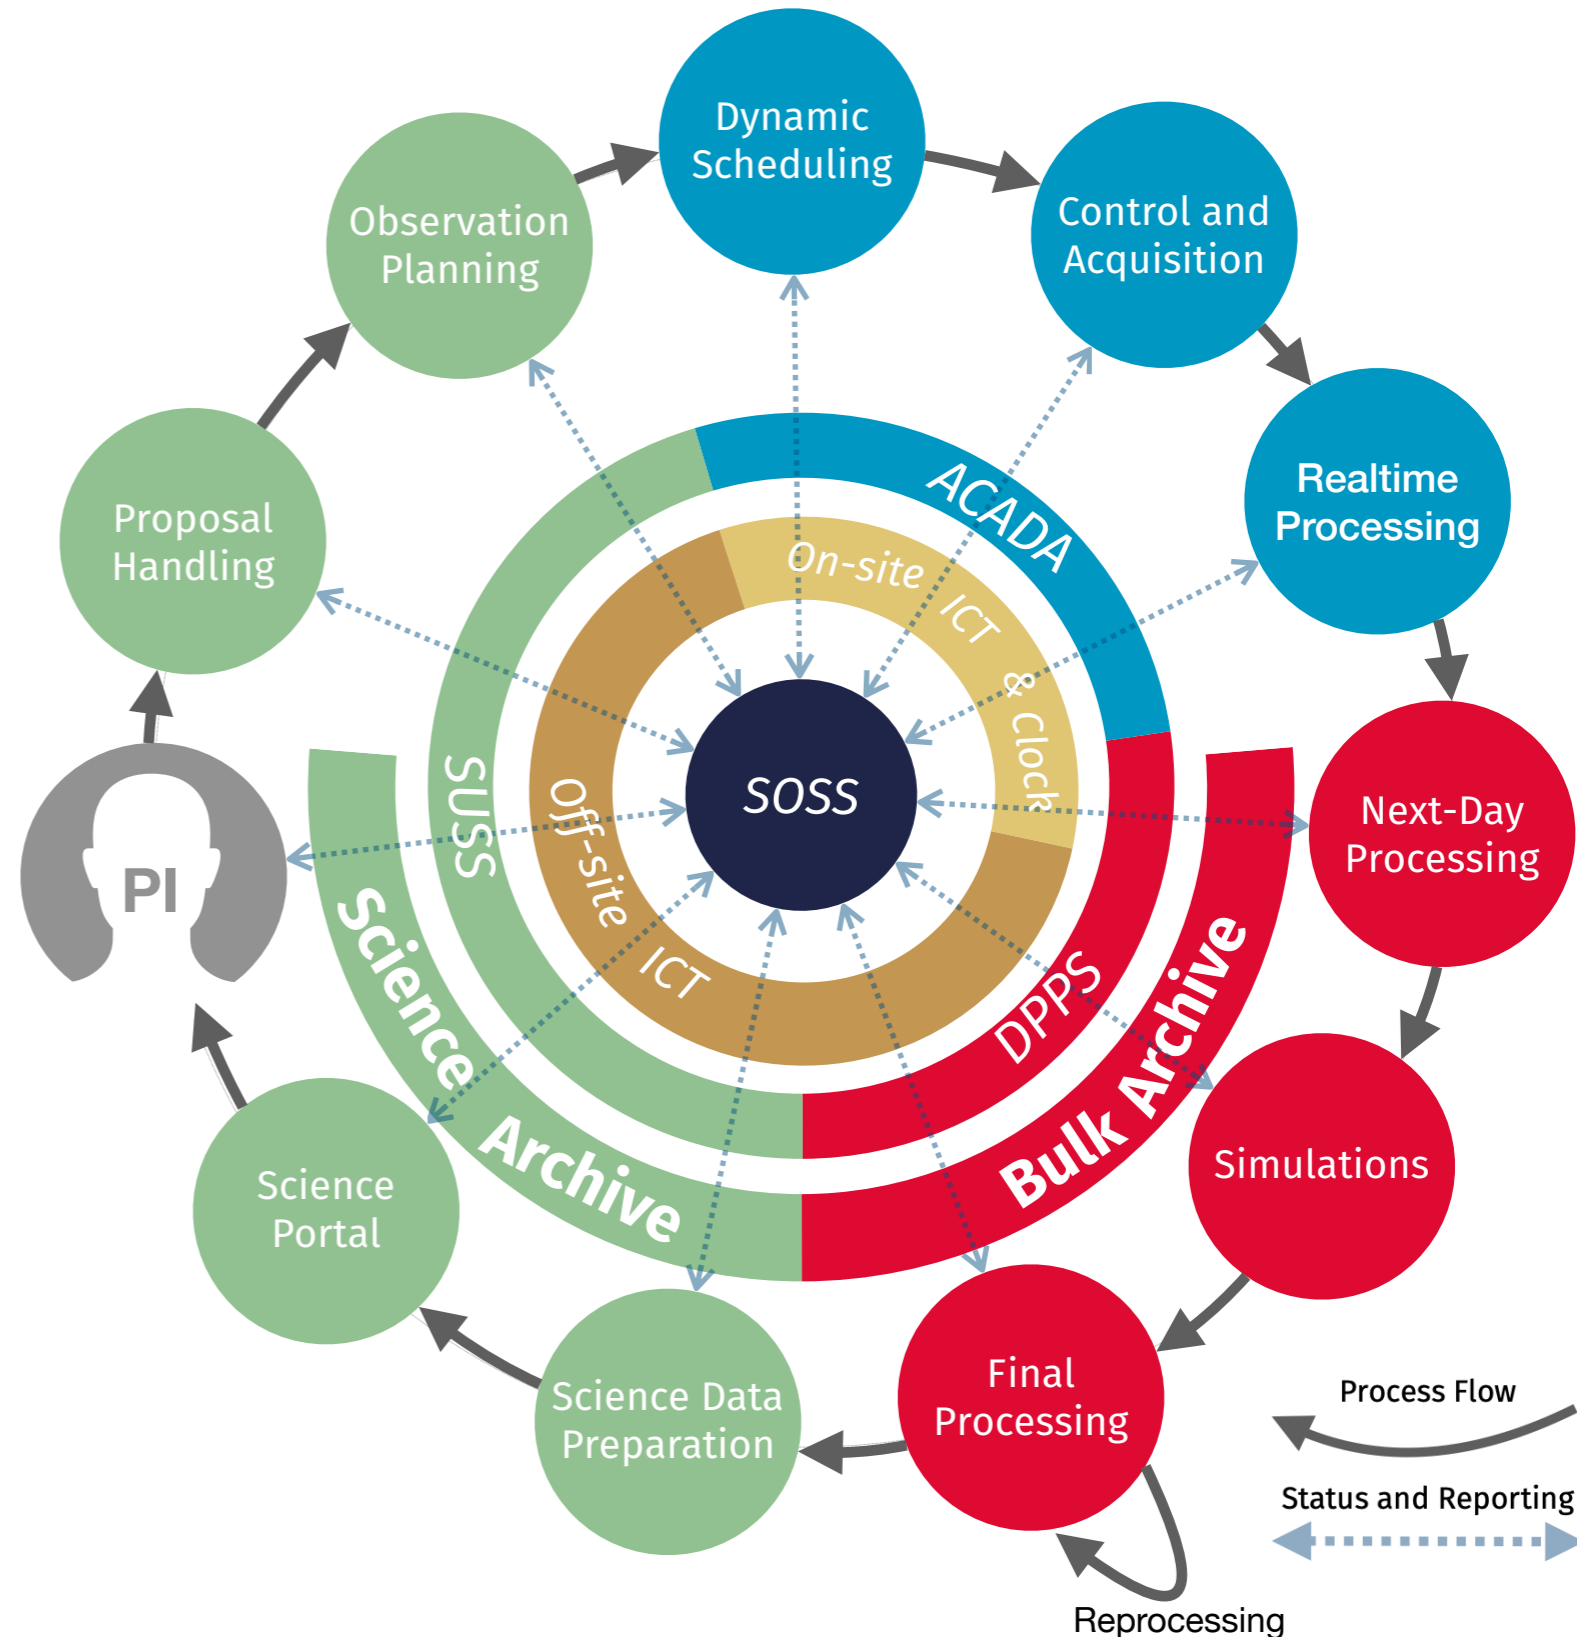 Dynamic
Scheduling
Observation
Planning
Control and
Acquisition
Realtime
Processing
Proposal
Handling
ACADA
On-site ICT & Clock
SUSS
Off-site ICT
SOSS
PI
Next-Day
Processing
Science Archive
DPPS
Bulk Archive
Simulations
Science
Portal
Final
Processing
Science Data
Preparation
Process Flow
Status and Reporting
Reprocessing